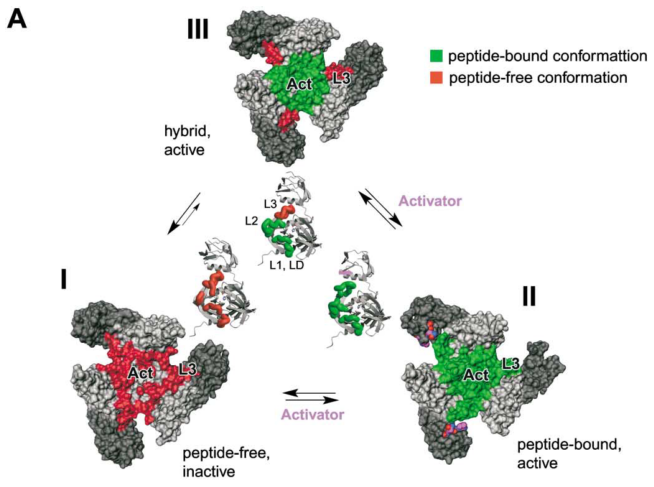 A
III
peptide-bound conformattion
peptide-free conformation
Act
L3
hybrid,
active
Activator
L3
L2
L1, LD
I
II
Act
L3
Act
L3
Activator
peptide-free,
inactive
peptide-bound,
active